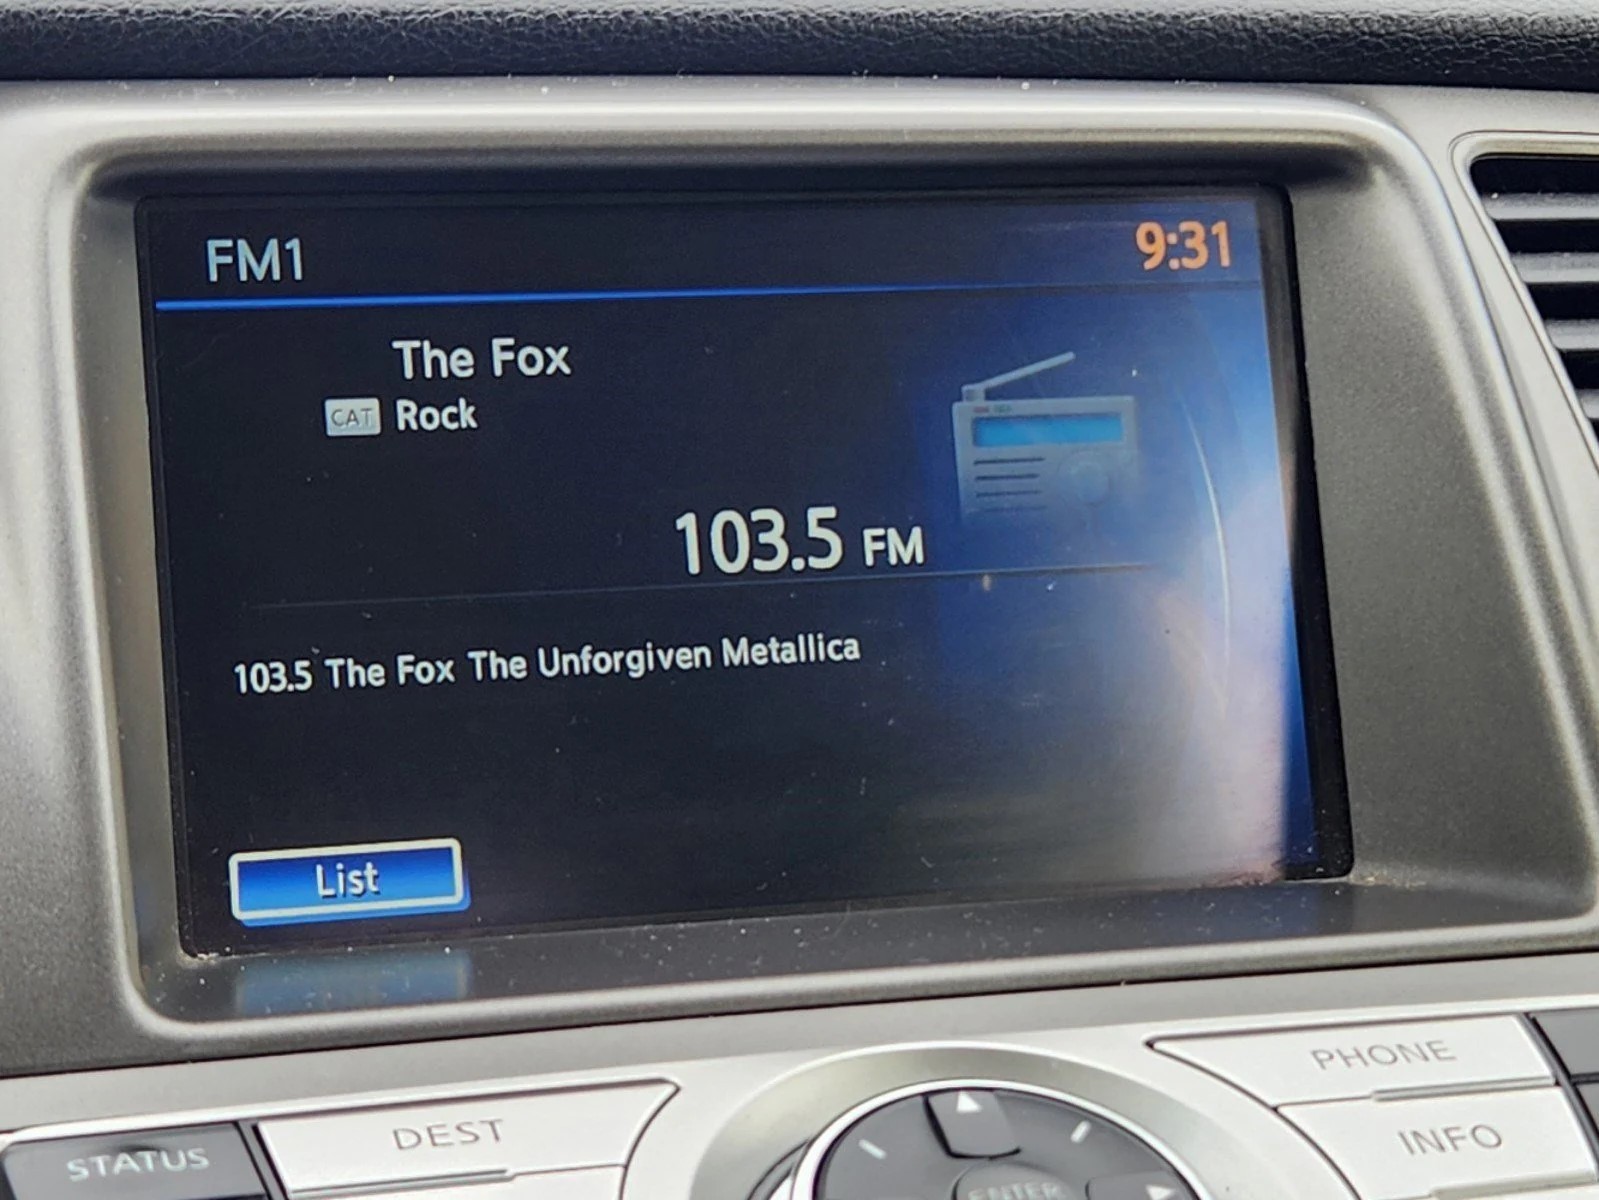 FM1
9:31
The Fox
CAT Rock
103.5 FM
103.5 The Fox The Unforgiven Metallica
List
STATUS
DEST
PHONE
INFO
ENTER